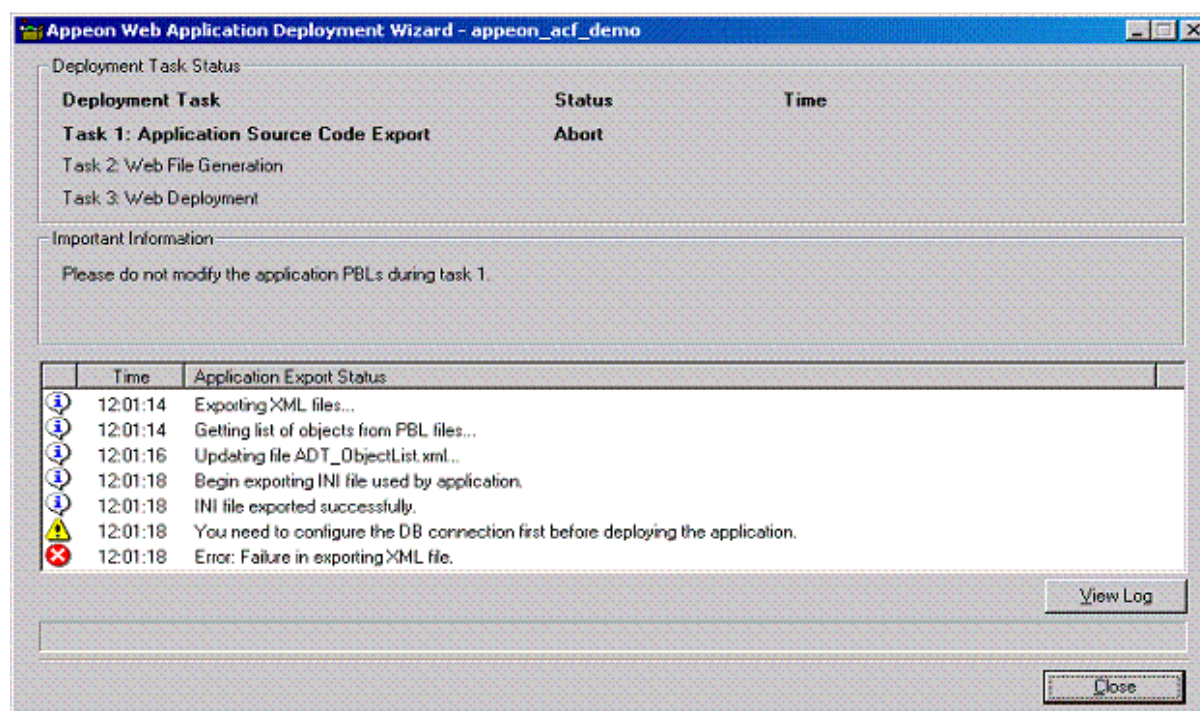 Appeon Web Application Deployment Wizard - appeon_acf_demo
Deployment Task Status
Deployment Task Status Time
Task 1: Application Source Code Export Abort
Task 2: Web File Generation
Task 3: Web Deployment
Important Information
Please do not modify the application PBLs during task 1.
Time Application Export Status
12:01:14 Exporting XML files...
12:01:14 Getting list of objects from PBL files...
12:01:16 Updating file ADT_ObjectList.xml...
12:01:18 Begin exporting INI file used by application.
12:01:18 INI file exported successfully.
12:01:18 You need to configure the DB connection first before deploying the application.
12:01:18 Error: Failure in exporting XML file.
View Log
Close